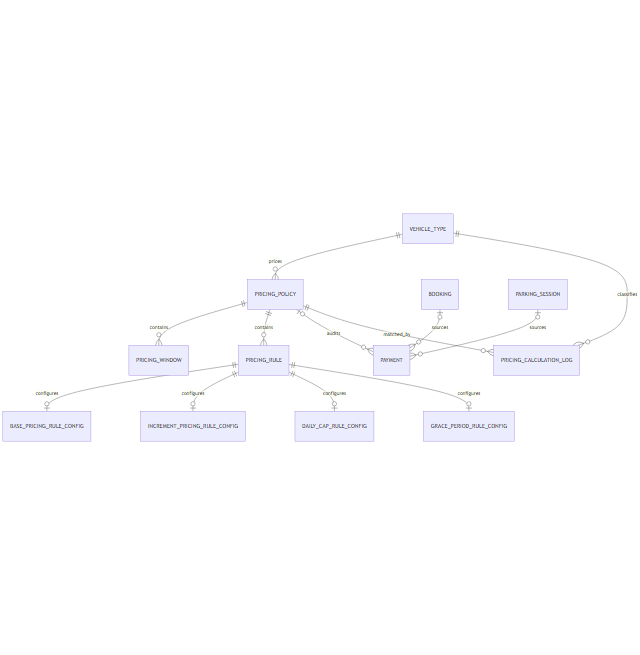 VEHICLE_TYPE
prices
PRICING_POLICY
BOOKING
PARKING_SESSION
classifies
contains
contains
audits
matched_by
sources
sources
PRICING_WINDOW
PRICING_RULE
PAYMENT
PRICING_CALCULATION_LOG
configures
configures
configures
configures
BASE_PRICING_RULE_CONFIG
INCREMENT_PRICING_RULE_CONFIG
DAILY_CAP_RULE_CONFIG
GRACE_PERIOD_RULE_CONFIG